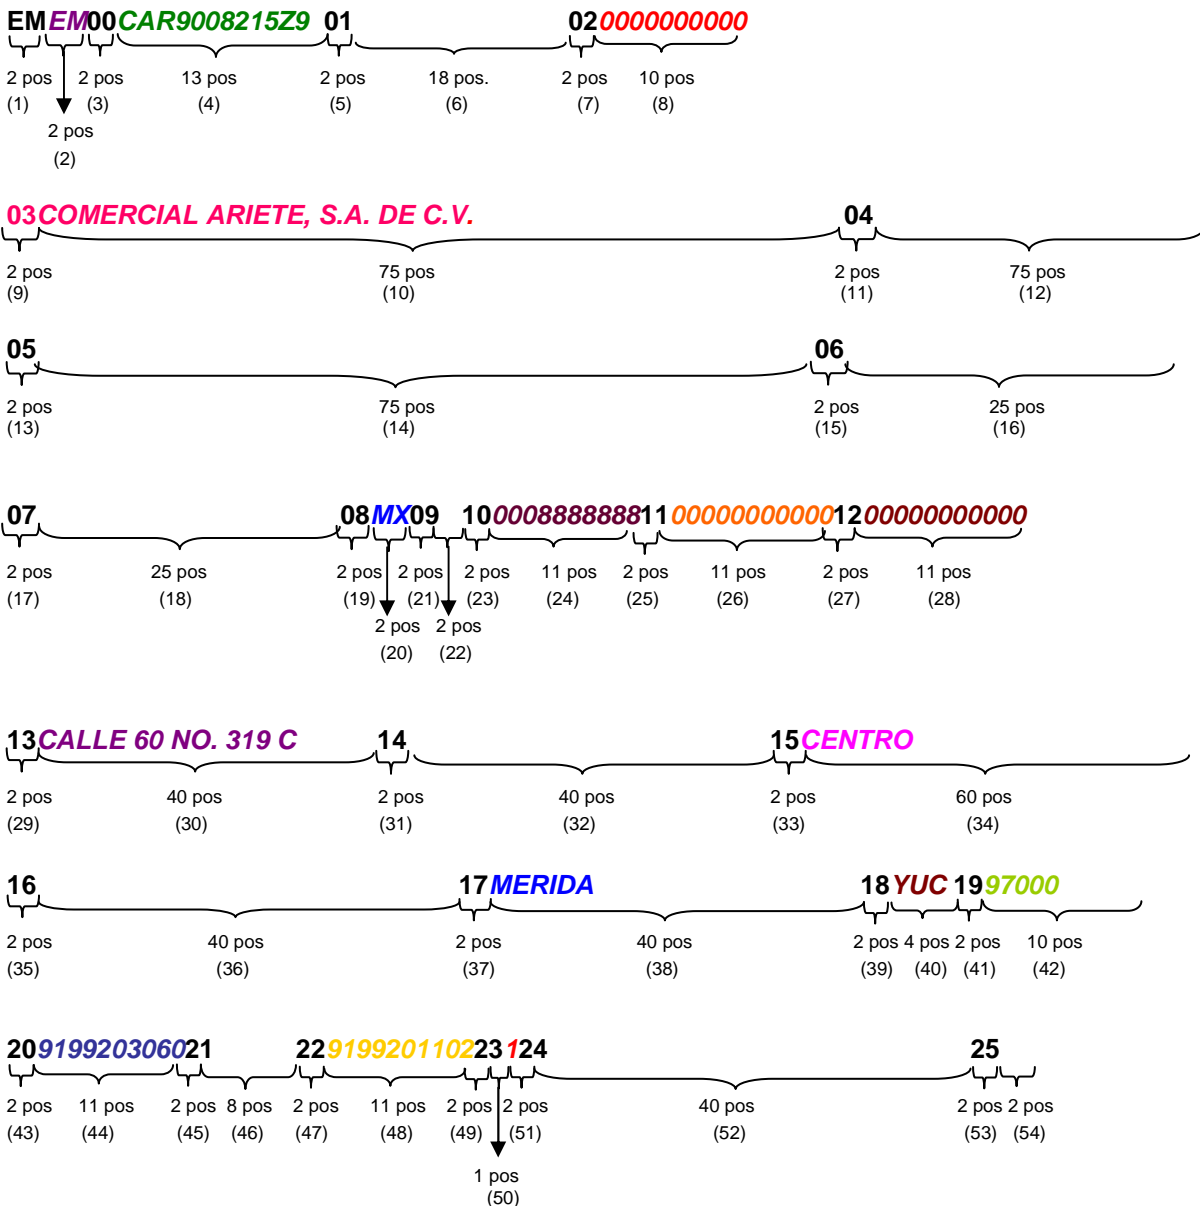 EMEM00CAR9008215Z9 01 020000000000
2 pos 2 pos 13 pos 2 pos 18 pos. 2 pos 10 pos
(1) (3) (4) (5) (6) (7) (8)
2 pos
(2)
03COMERCIAL ARIETE, S.A. DE C.V. 04
2 pos 75 pos 2 pos 75 pos
(9) (10) (11) (12)
05 06
2 pos 75 pos 2 pos 25 pos
(13) (14) (15) (16)
07 08MX09 100008888888110000000000012 00000000000
2 pos 25 pos 2 pos 2 pos 2 pos 11 pos 2 pos 11 pos 2 pos 11 pos
(17) (18) (19) (21) (23) (24) (25) (26) (27) (28)
2 pos 2 pos
(20) (22)
13CALLE 60 NO. 319 C 14 15CENTRO
2 pos 40 pos 2 pos 40 pos 2 pos 60 pos
(29) (30) (31) (32) (33) (34)
16 17MERIDA 18YUC 1997000
2 pos 40 pos 2 pos 40 pos 2 pos 4 pos 2 pos 10 pos
(35) (36) (37) (38) (39) (40) (41) (42)
20919920306021 22919920110223124 25
2 pos 11 pos 2 pos 8 pos 2 pos 11 pos 2 pos 2 pos 40 pos 2 pos 2 pos
(43) (44) (45) (46) (47) (48) (49) (51) (52) (53) (54)
1 pos
(50)